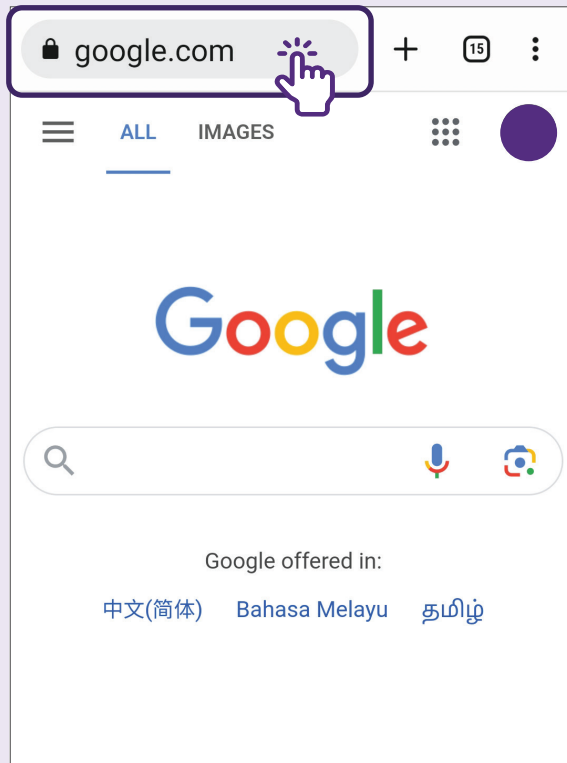 google.com 15
ALL IMAGES
Google
Google offered in:
中文(简体) Bahasa Melayu தமிழ்